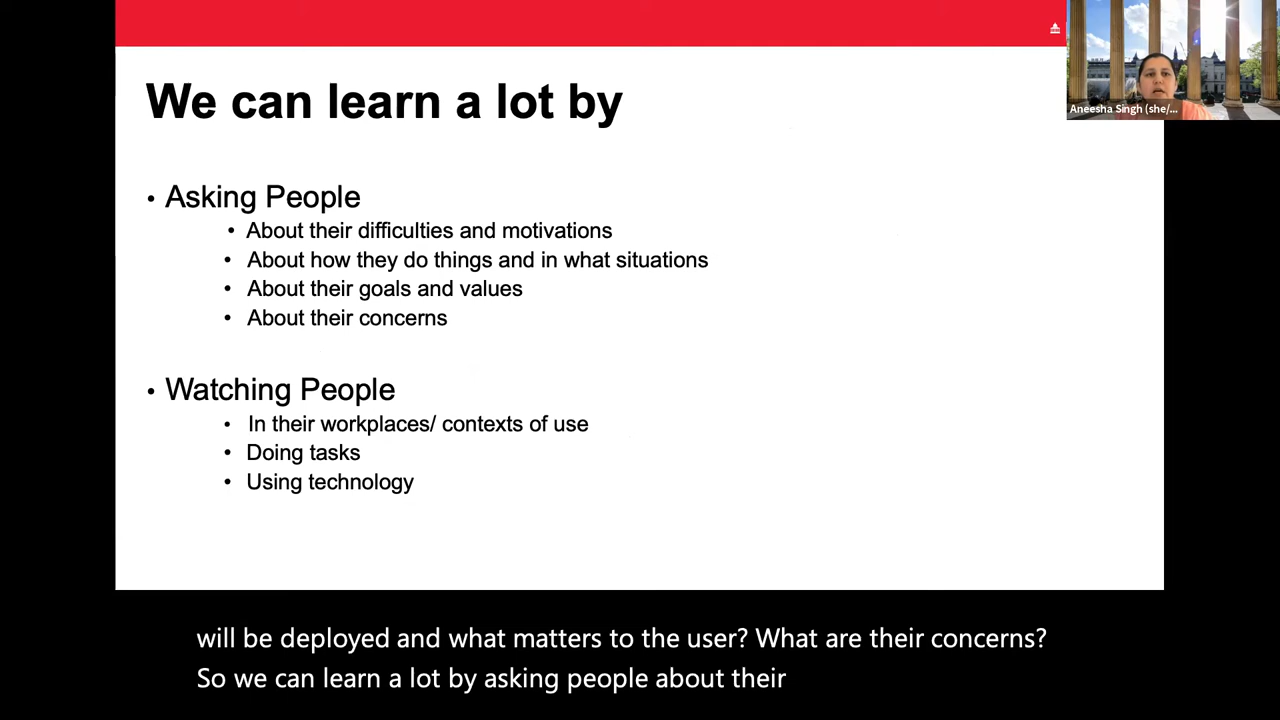 We can learn a lot by
Aneesha Singh (she/...
• Asking People
• About their difficulties and motivations
• About how they do things and in what situations
• About their goals and values
• About their concerns
• Watching People
• In their workplaces/ contexts of use
• Doing tasks
• Using technology
will be deployed and what matters to the user? What are their concerns?
So we can learn a lot by asking people about their